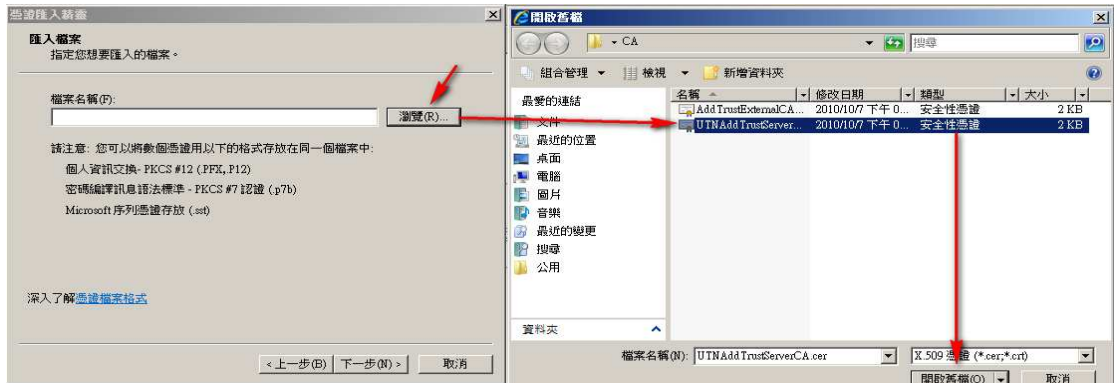 憑證匯入精靈
匯入檔案
指定您想要匯入的檔案。
檔案名稱(F):
瀏覽(R)...
請注意: 您可以將數個憑證用以下的格式存放在同一個檔案中:
個人資訊交換- PKCS #12 (.PFX,.P12)
密碼編譯訊息語法標準 - PKCS #7 認證 (.p7b)
Microsoft 序列憑證存放 (.sst)
深入了解憑證檔案格式
<上一步(B)
下一步(N) >
取消
開啟舊檔
CA
搜尋
組合管理
檢視
新增資料夾
最愛的連結
文件
最近的位置
桌面
電腦
圖片
音樂
最近的變更
搜尋
公用
資料夾
名稱 修改日期 類型 大小
AddTrustExternalCA... 2010/10/7 下午 0... 安全性憑證 2 KB
UTNAddTrustServer... 2010/10/7 下午 0... 安全性憑證 2 KB
檔案名稱(N): UTNAddTrustServerCA.cer
X.509 憑證 (*.cer;*.crt)
開啟舊檔(O)
取消